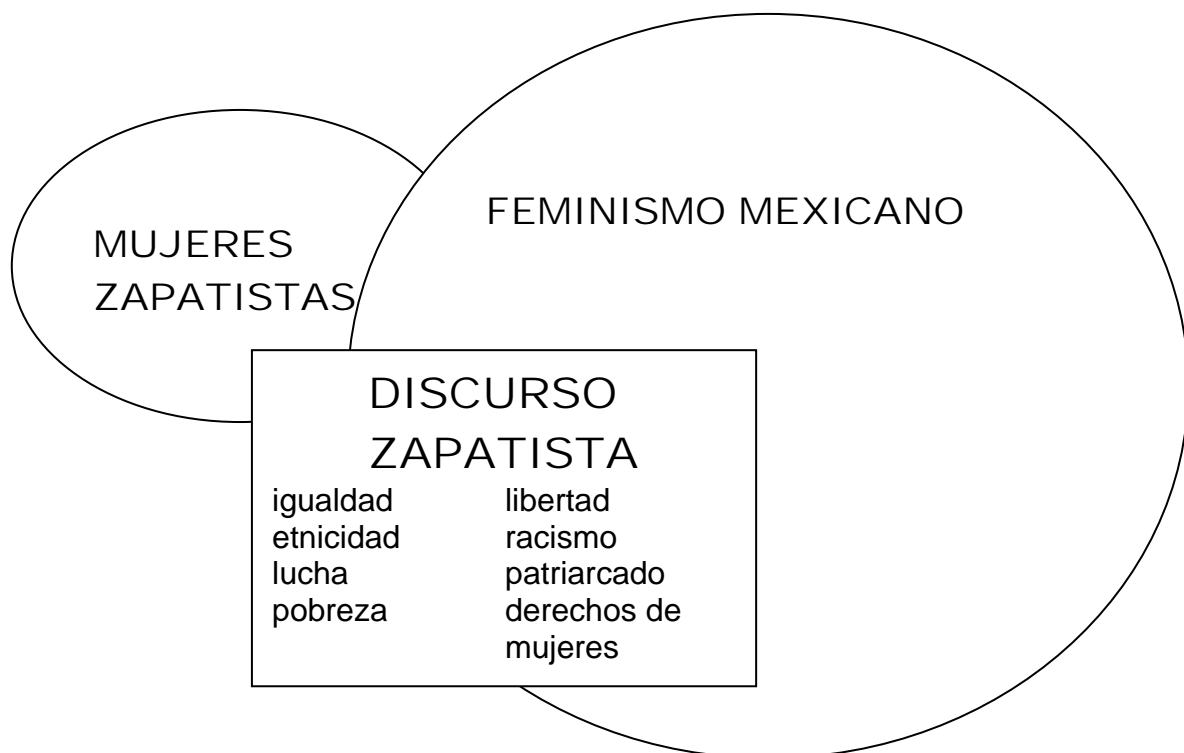 FEMINISMO MEXICANO
MUJERES
ZAPATISTAS
DISCURSO
ZAPATISTA
igualdad libertad
etnicidad racismo
lucha patriarcado
pobreza derechos de
mujeres